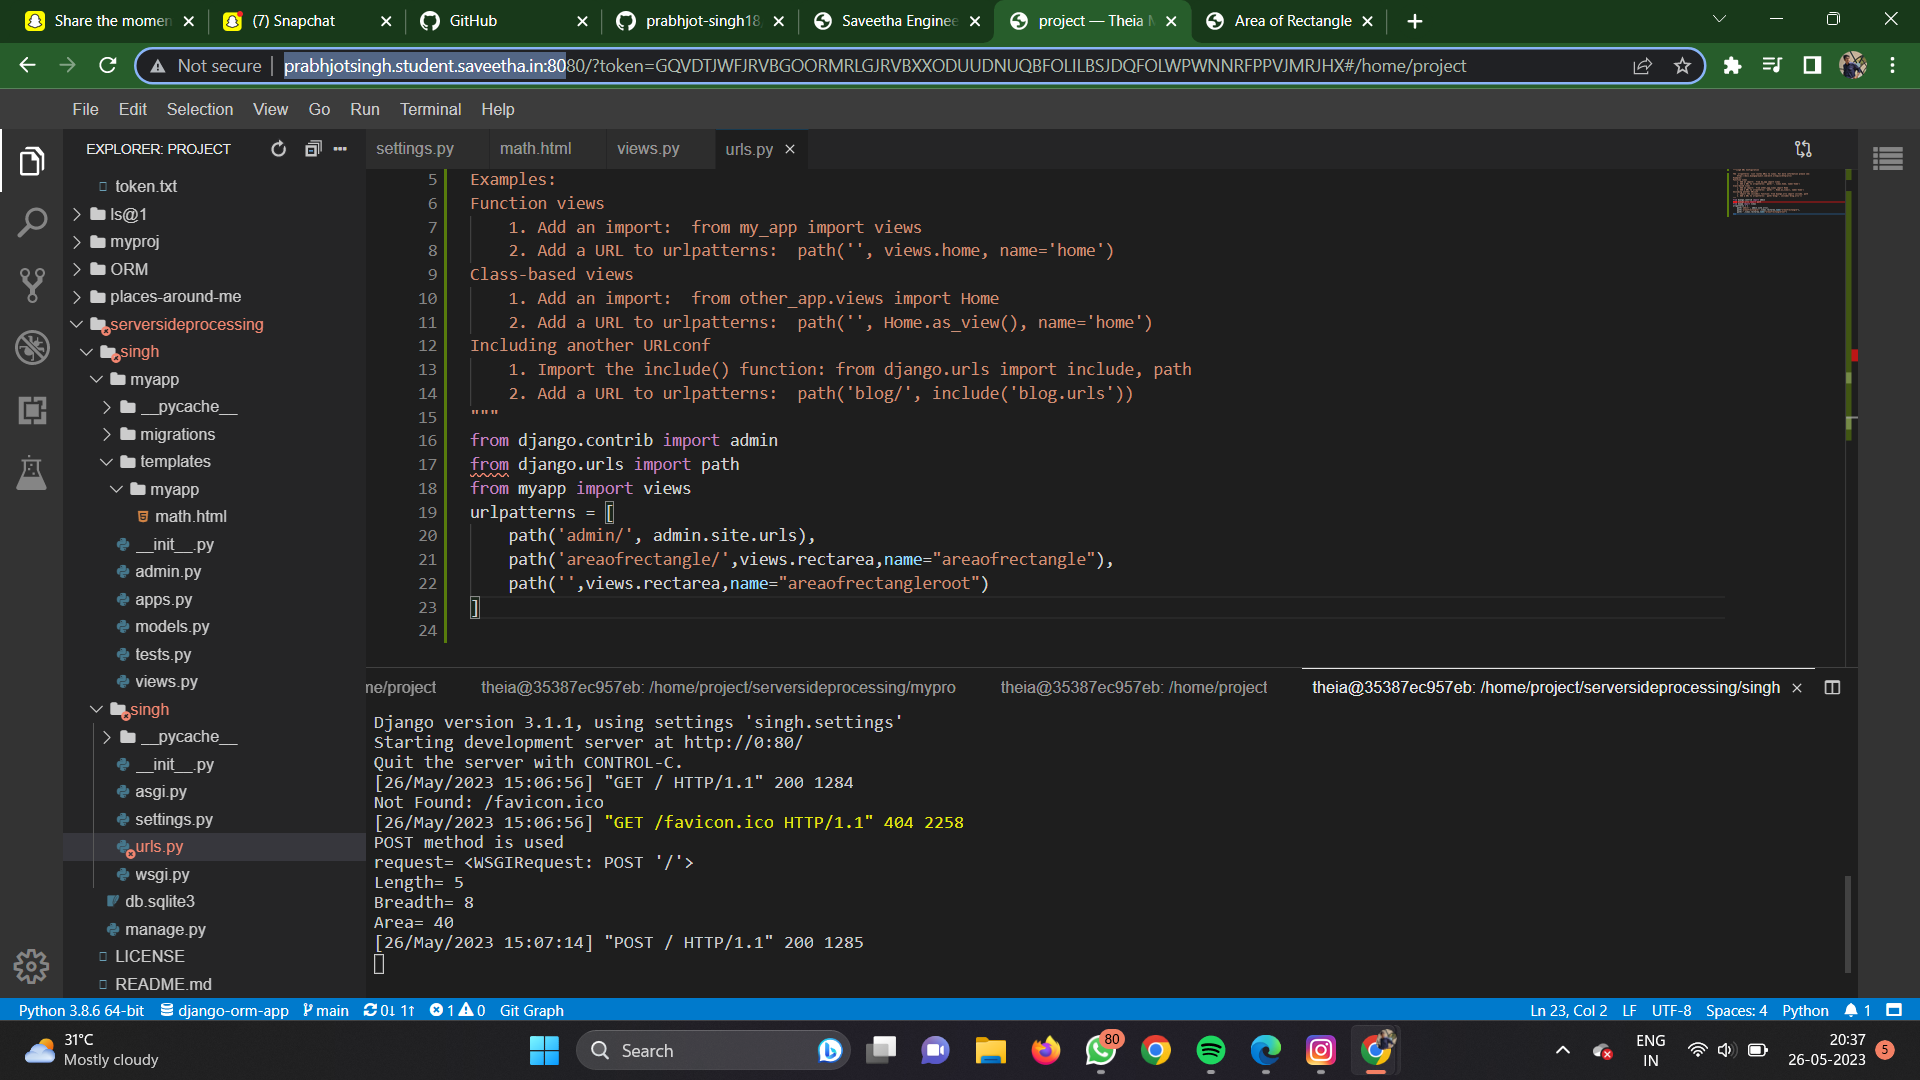 Share the momen
(7) Snapchat
GitHub
prabhjot-singh18
Saveetha Enginee
project — Theia
Area of Rectangle
Not secure
prabhjotsingh.student.saveetha.in:8080/?token=GQVDTJWFJRVBGOORMRLGJRVBXXODUUDNUQBFOLILBSJDQFOLWPWNNRFPPVJMRJHX#/home/project
File Edit Selection View Go Run Terminal Help
EXPLORER: PROJECT
settings.py
math.html
views.py
urls.py
token.txt
ls@1
myproj
ORM
places-around-me
serversideprocessing
singh
myapp
__pycache__
migrations
templates
myapp
math.html
__init__.py
admin.py
apps.py
models.py
tests.py
views.py
singh
__pycache__
__init__.py
asgi.py
settings.py
urls.py
wsgi.py
db.sqlite3
manage.py
LICENSE
README.md
5 Examples:
6 Function views
7 1. Add an import:  from my_app import views
8 2. Add a URL to urlpatterns:  path('', views.home, name='home')
9 Class-based views
10 1. Add an import:  from other_app.views import Home
11 2. Add a URL to urlpatterns:  path('', Home.as_view(), name='home')
12 Including another URLconf
13 1. Import the include() function: from django.urls import include, path
14 2. Add a URL to urlpatterns:  path('blog/', include('blog.urls'))
15 """
16 from django.contrib import admin
17 from django.urls import path
18 from myapp import views
19 urlpatterns = [
20 path('admin/', admin.site.urls),
21 path('areaofrectangle/',views.rectarea,name="areaofrectangle"),
22 path('',views.rectarea,name="areaofrectangleroot")
23 ]
24
me/project
theia@35387ec957eb: /home/project/serversideprocessing/mypro
theia@35387ec957eb: /home/project
theia@35387ec957eb: /home/project/serversideprocessing/singh
Django version 3.1.1, using settings 'singh.settings'
Starting development server at http://0:80/
Quit the server with CONTROL-C.
[26/May/2023 15:06:56] "GET / HTTP/1.1" 200 1284
Not Found: /favicon.ico
[26/May/2023 15:06:56] "GET /favicon.ico HTTP/1.1" 404 2258
POST method is used
request= <WSGIRequest: POST '/'>
Length= 5
Breadth= 8
Area= 40
[26/May/2023 15:07:14] "POST / HTTP/1.1" 200 1285
Python 3.8.6 64-bit django-orm-app main 0↓ 1↑ 1 0 Git Graph
Ln 23, Col 2 LF UTF-8 Spaces: 4 Python 1
31°C
Mostly cloudy
Search
80
ENG
IN
20:37
26-05-2023
5